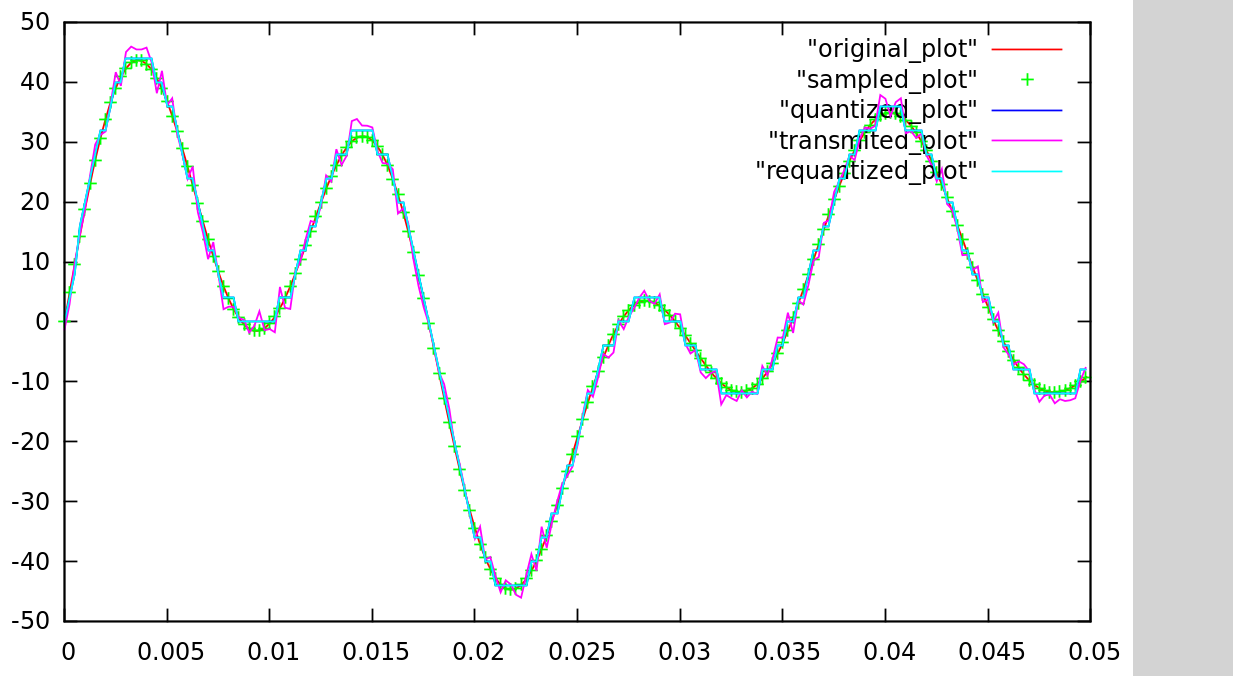 50
"original_plot"
"sampled_plot"
40
"quantized_plot"
30
"transmited_plot"
"requantized_plot"
20
10
0
-10
-20
-30
-40
-50
0 0.005 0.01 0.015 0.02 0.025 0.03 0.035 0.04 0.045 0.05